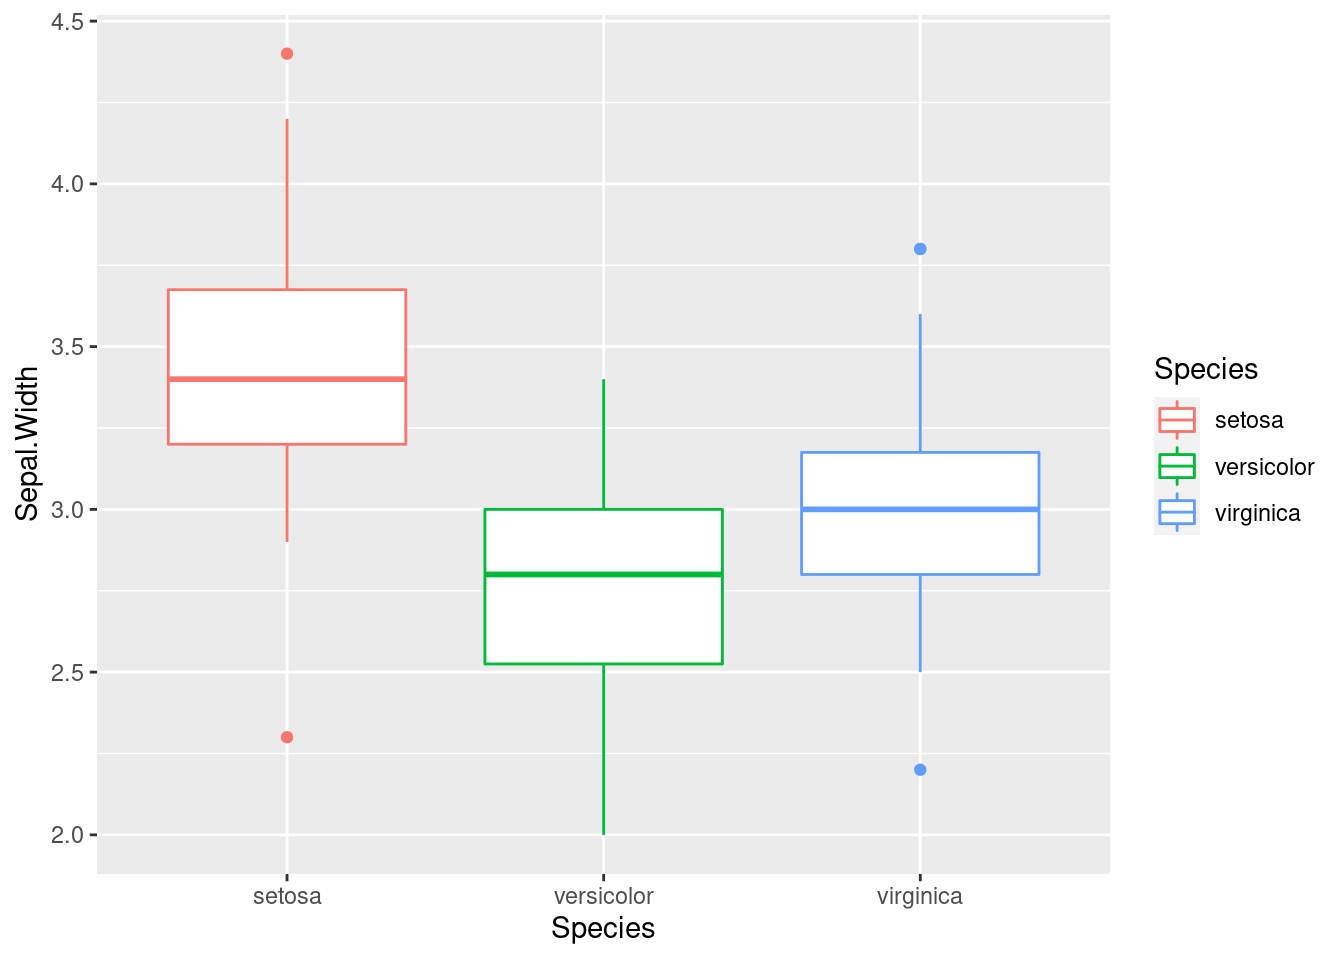 4.5
4.0
3.5
3.0
2.5
2.0
Sepal.Width
setosa
versicolor
virginica
Species
Species
setosa
versicolor
virginica